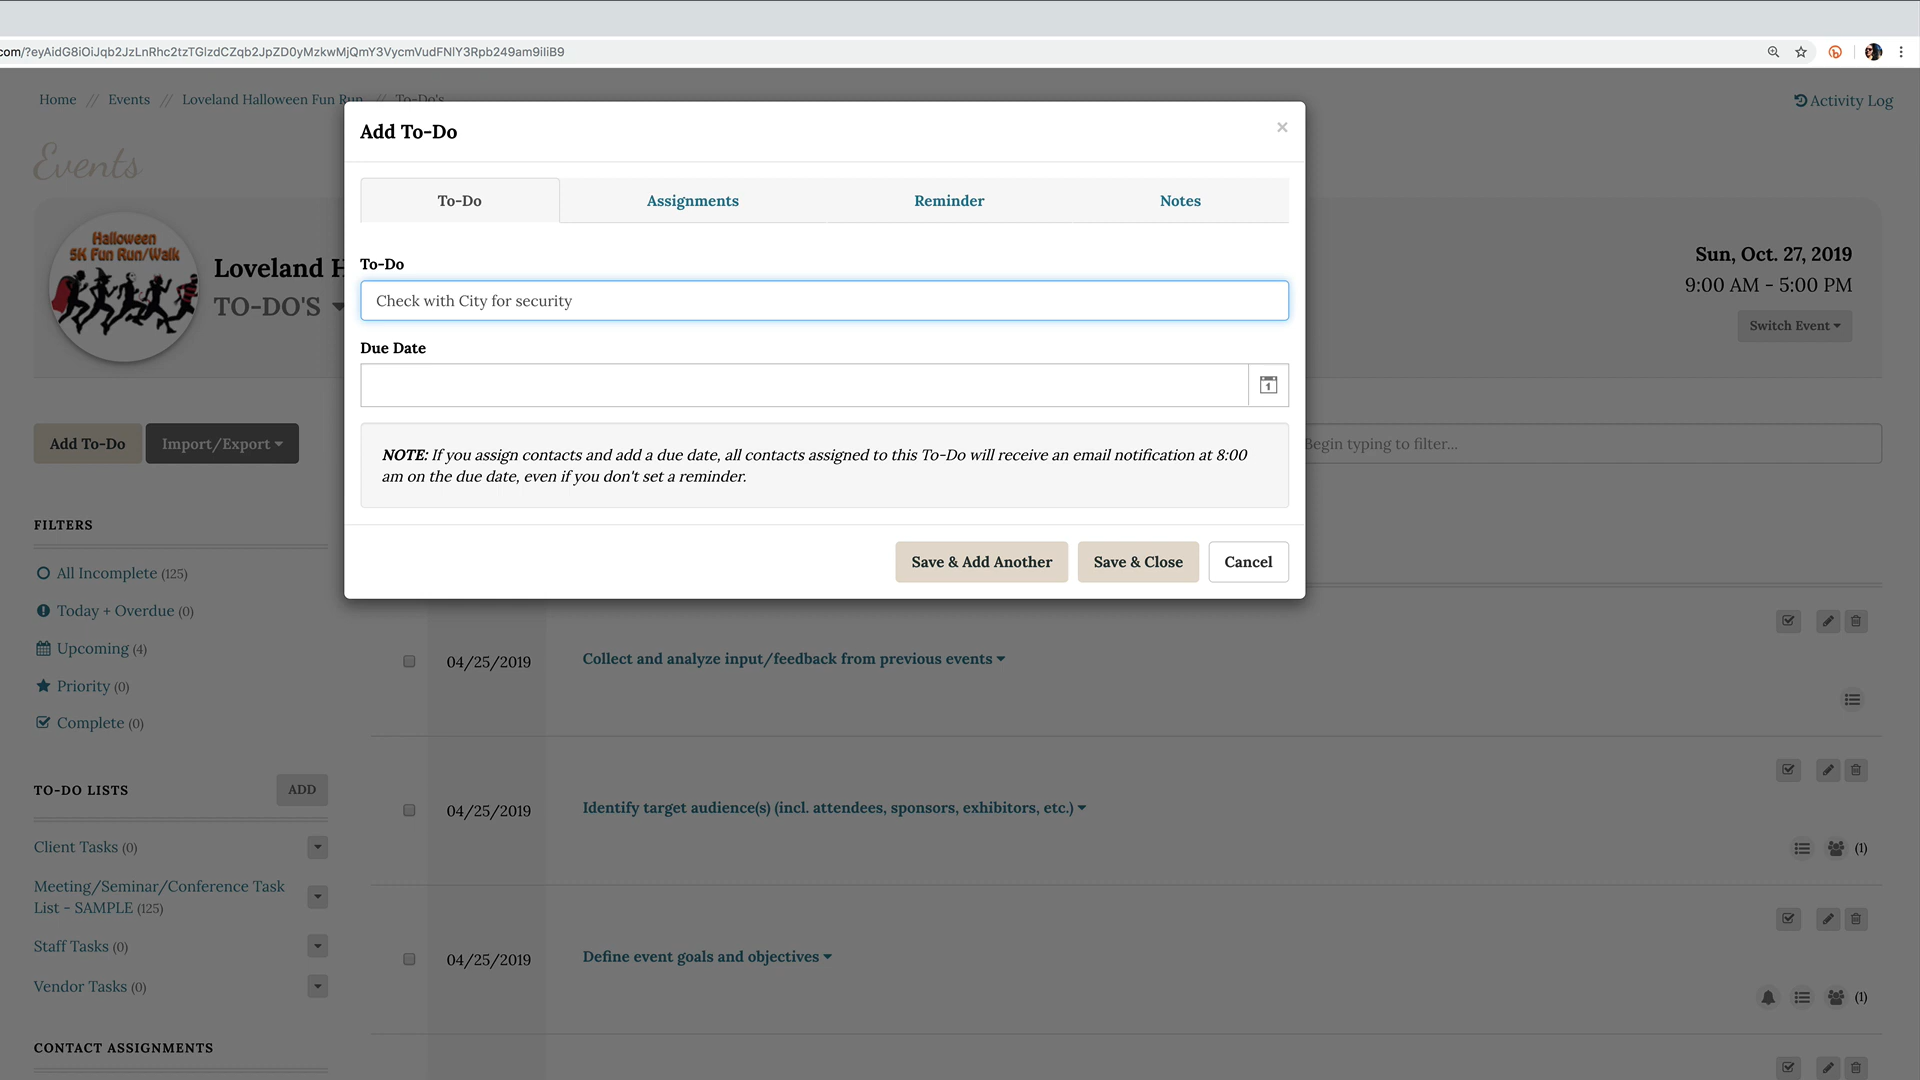 com/?eyAidG8iOiJqb2JzLnRhc2tzTGlzdCZqb2JpZD0yMzkwMjQmY3VycmVudFNlY3Rpb249am9iIiB9
Home // Events // Loveland Halloween Fun Run // To-Do's
Activity Log
Events
Halloween
5K Fun Run/Walk
Loveland H
TO-DO'S
Sun, Oct. 27, 2019
9:00 AM - 5:00 PM
Switch Event
Add To-Do
×
To-Do
Assignments
Reminder
Notes
To-Do
Check with City for security
Due Date
1
NOTE: If you assign contacts and add a due date, all contacts assigned to this To-Do will receive an email notification at 8:00
am on the due date, even if you don't set a reminder.
Save & Add Another
Save & Close
Cancel
Add To-Do
Import/Export
Begin typing to filter...
FILTERS
All Incomplete (125)
Today + Overdue (0)
Upcoming (4)
Priority (0)
Complete (0)
TO-DO LISTS
ADD
Client Tasks (0)
Meeting/Seminar/Conference Task
List - SAMPLE (125)
Staff Tasks (0)
Vendor Tasks (0)
CONTACT ASSIGNMENTS
04/25/2019
Collect and analyze input/feedback from previous events
04/25/2019
Identify target audience(s) (incl. attendees, sponsors, exhibitors, etc.)
(1)
04/25/2019
Define event goals and objectives
(1)